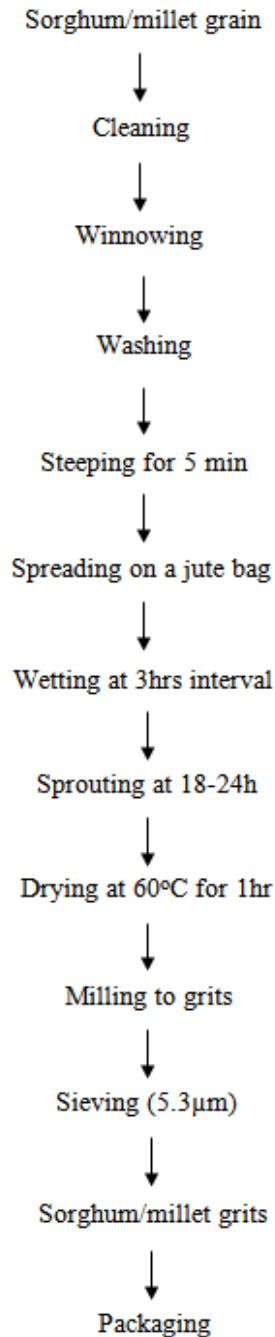 Sorghum/millet grain
Cleaning
Winnowing
Washing
Steeping for 5 min
Spreading on a jute bag
Wetting at 3hrs interval
Sprouting at 18-24h
Drying at 60°C for 1hr
Milling to grits
Sieving (5.3µm)
Sorghum/millet grits
Packaging